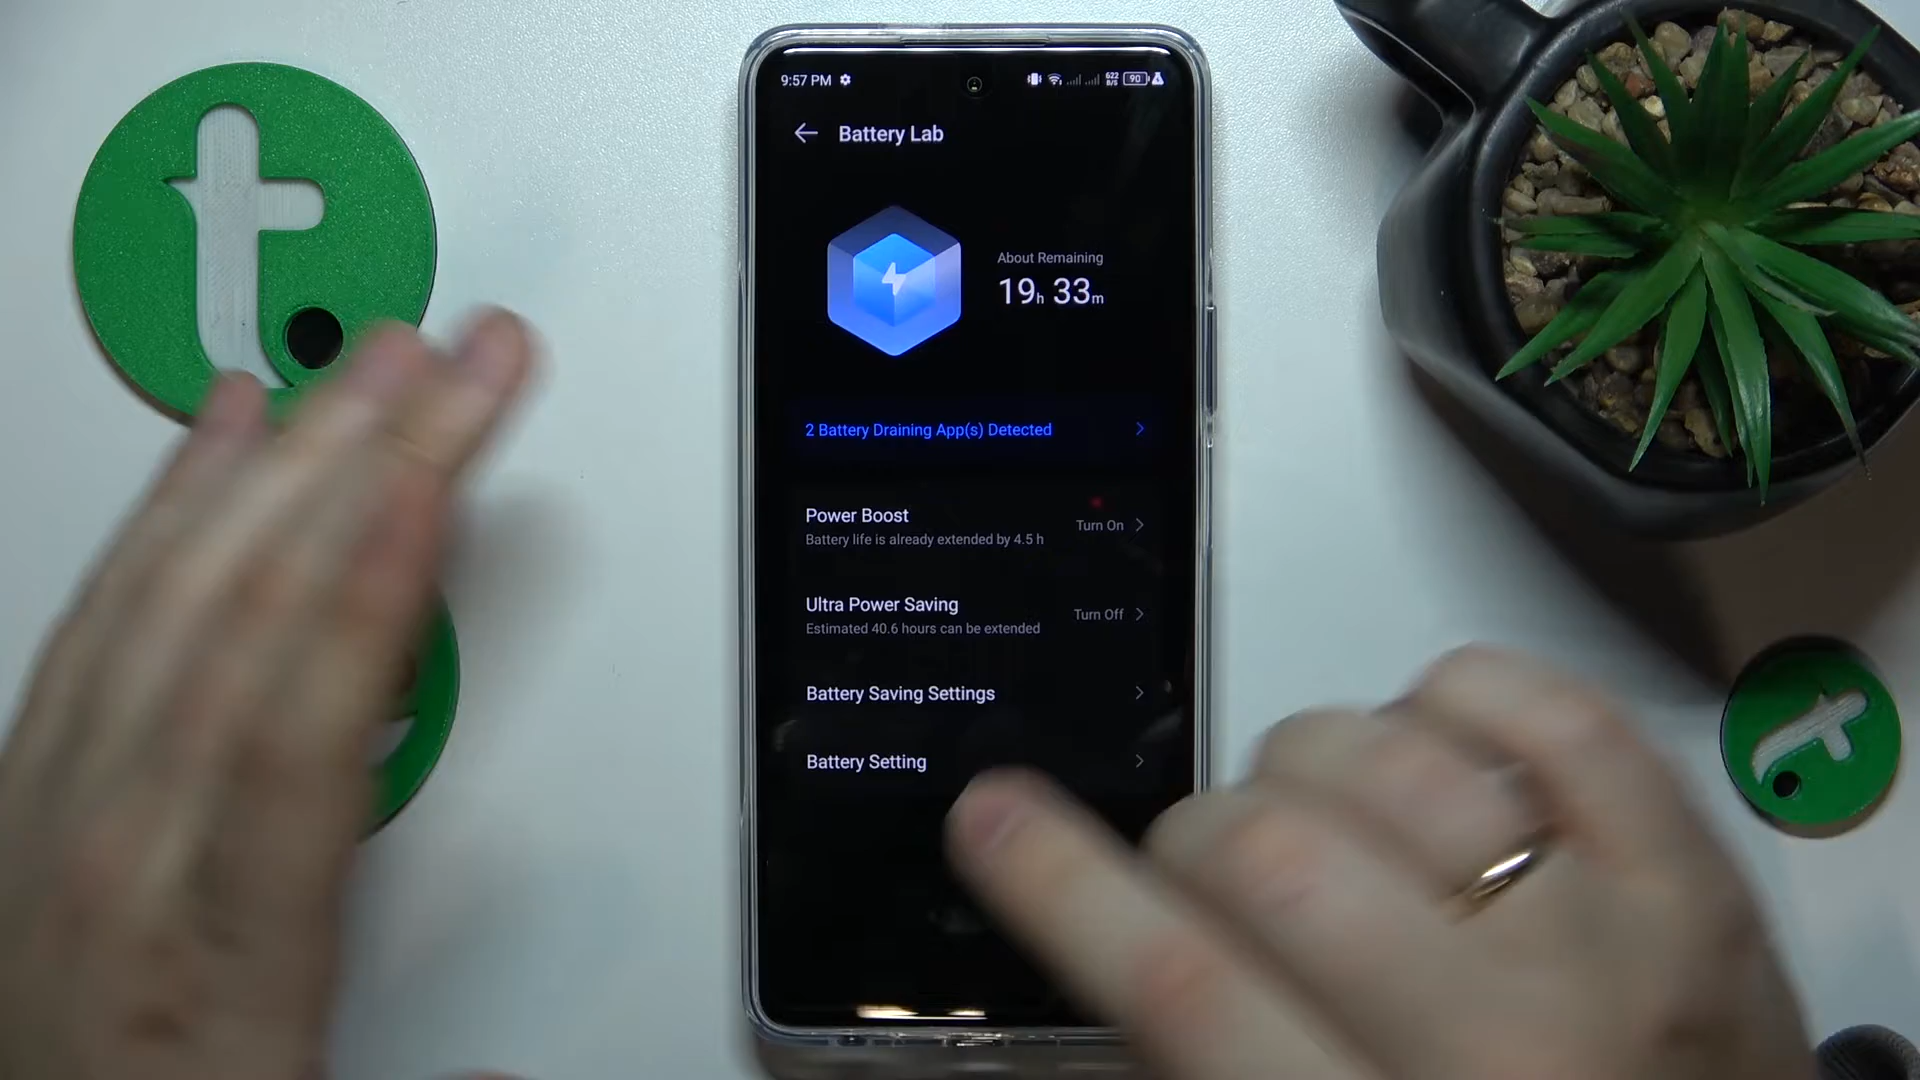 9:57 PM
622
B/S
90
Battery Lab
About Remaining
19h 33m
2 Battery Draining App(s) Detected
Power Boost
Battery life is already extended by 4.5 h
Turn On
Ultra Power Saving
Estimated 40.6 hours can be extended
Turn Off
Battery Saving Settings
Battery Setting